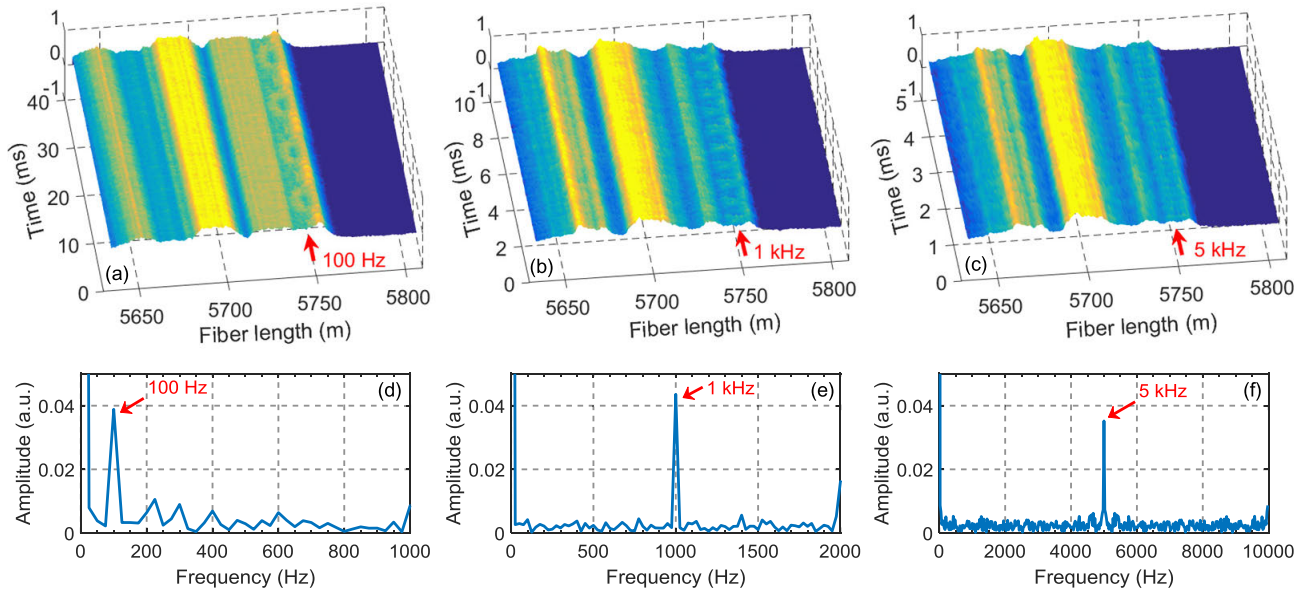 1
0
-1
40
30
20
10
0
Time (ms)
5650
5700
5750
5800
Fiber length (m)
(a)
100 Hz
1
0
-1
10
8
6
4
2
0
Time (ms)
5650
5700
5750
5800
Fiber length (m)
(b)
1 kHz
1
0
-1
5
4
3
2
1
0
Time (ms)
5650
5700
5750
5800
Fiber length (m)
(c)
5 kHz
0.04
0.02
0
Amplitude (a.u.)
0 200 400 600 800 1000
Frequency (Hz)
100 Hz
(d)
0.04
0.02
0
Amplitude (a.u.)
0 500 1000 1500 2000
Frequency (Hz)
1 kHz
(e)
0.04
0.02
0
Amplitude (a.u.)
0 2000 4000 6000 8000 10000
Frequency (Hz)
5 kHz
(f)